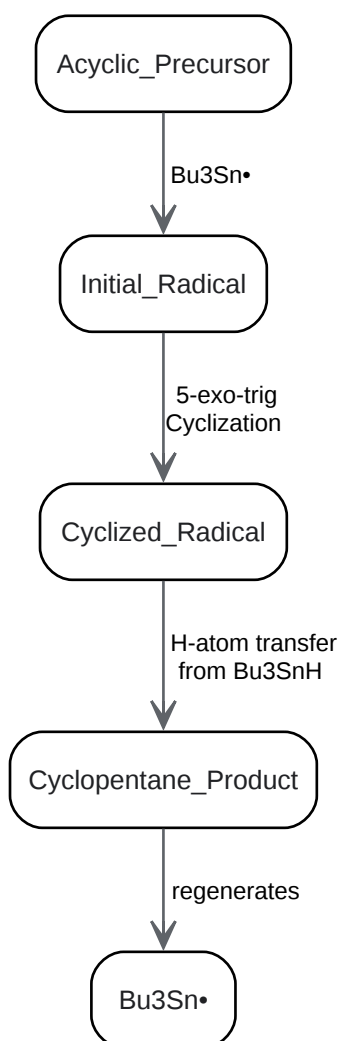 Acyclic_Precursor
Bu3Sn•
Initial_Radical
5-exo-trig
Cyclization
Cyclized_Radical
H-atom transfer
from Bu3SnH
Cyclopentane_Product
regenerates
Bu3Sn•